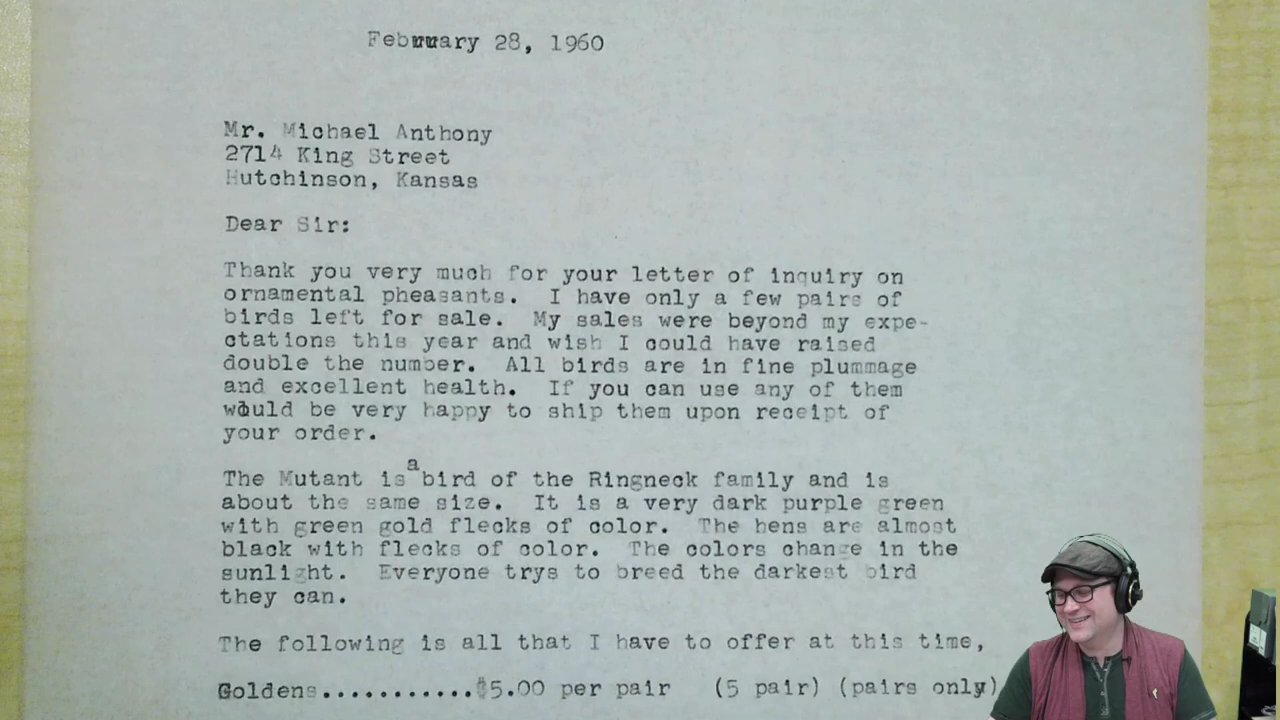 February 28, 1960
Mr. Michael Anthony
2714 King Street
Hutchinson, Kansas
Dear Sir:
Thank you very much for your letter of inquiry on
ornamental pheasants. I have only a few pairs of
birds left for sale. My sales were beyond my expe-
ctations this year and wish I could have raised
double the number. All birds are in fine plummage
and excellent health. If you can use any of them
would be very happy to ship them upon receipt of
your order.
The Mutant is a bird of the Ringneck family and is
about the same size. It is a very dark purple green
with green gold flecks of color. The hens are almost
black with flecks of color. The colors change in the
sunlight. Everyone trys to breed the darkest bird
they can.
The following is all that I have to offer at this time,
Goldens...........$5.00 per pair (5 pair) (pairs only)